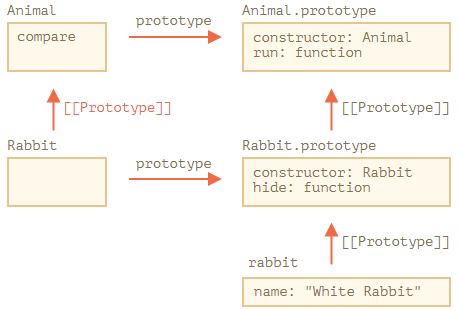 Animal
Animal.prototype
compare
prototype
constructor: Animal
run: function
[[Prototype]]
[[Prototype]]
Rabbit
Rabbit.prototype
prototype
constructor: Rabbit
hide: function
[[Prototype]]
rabbit
name: "White Rabbit"